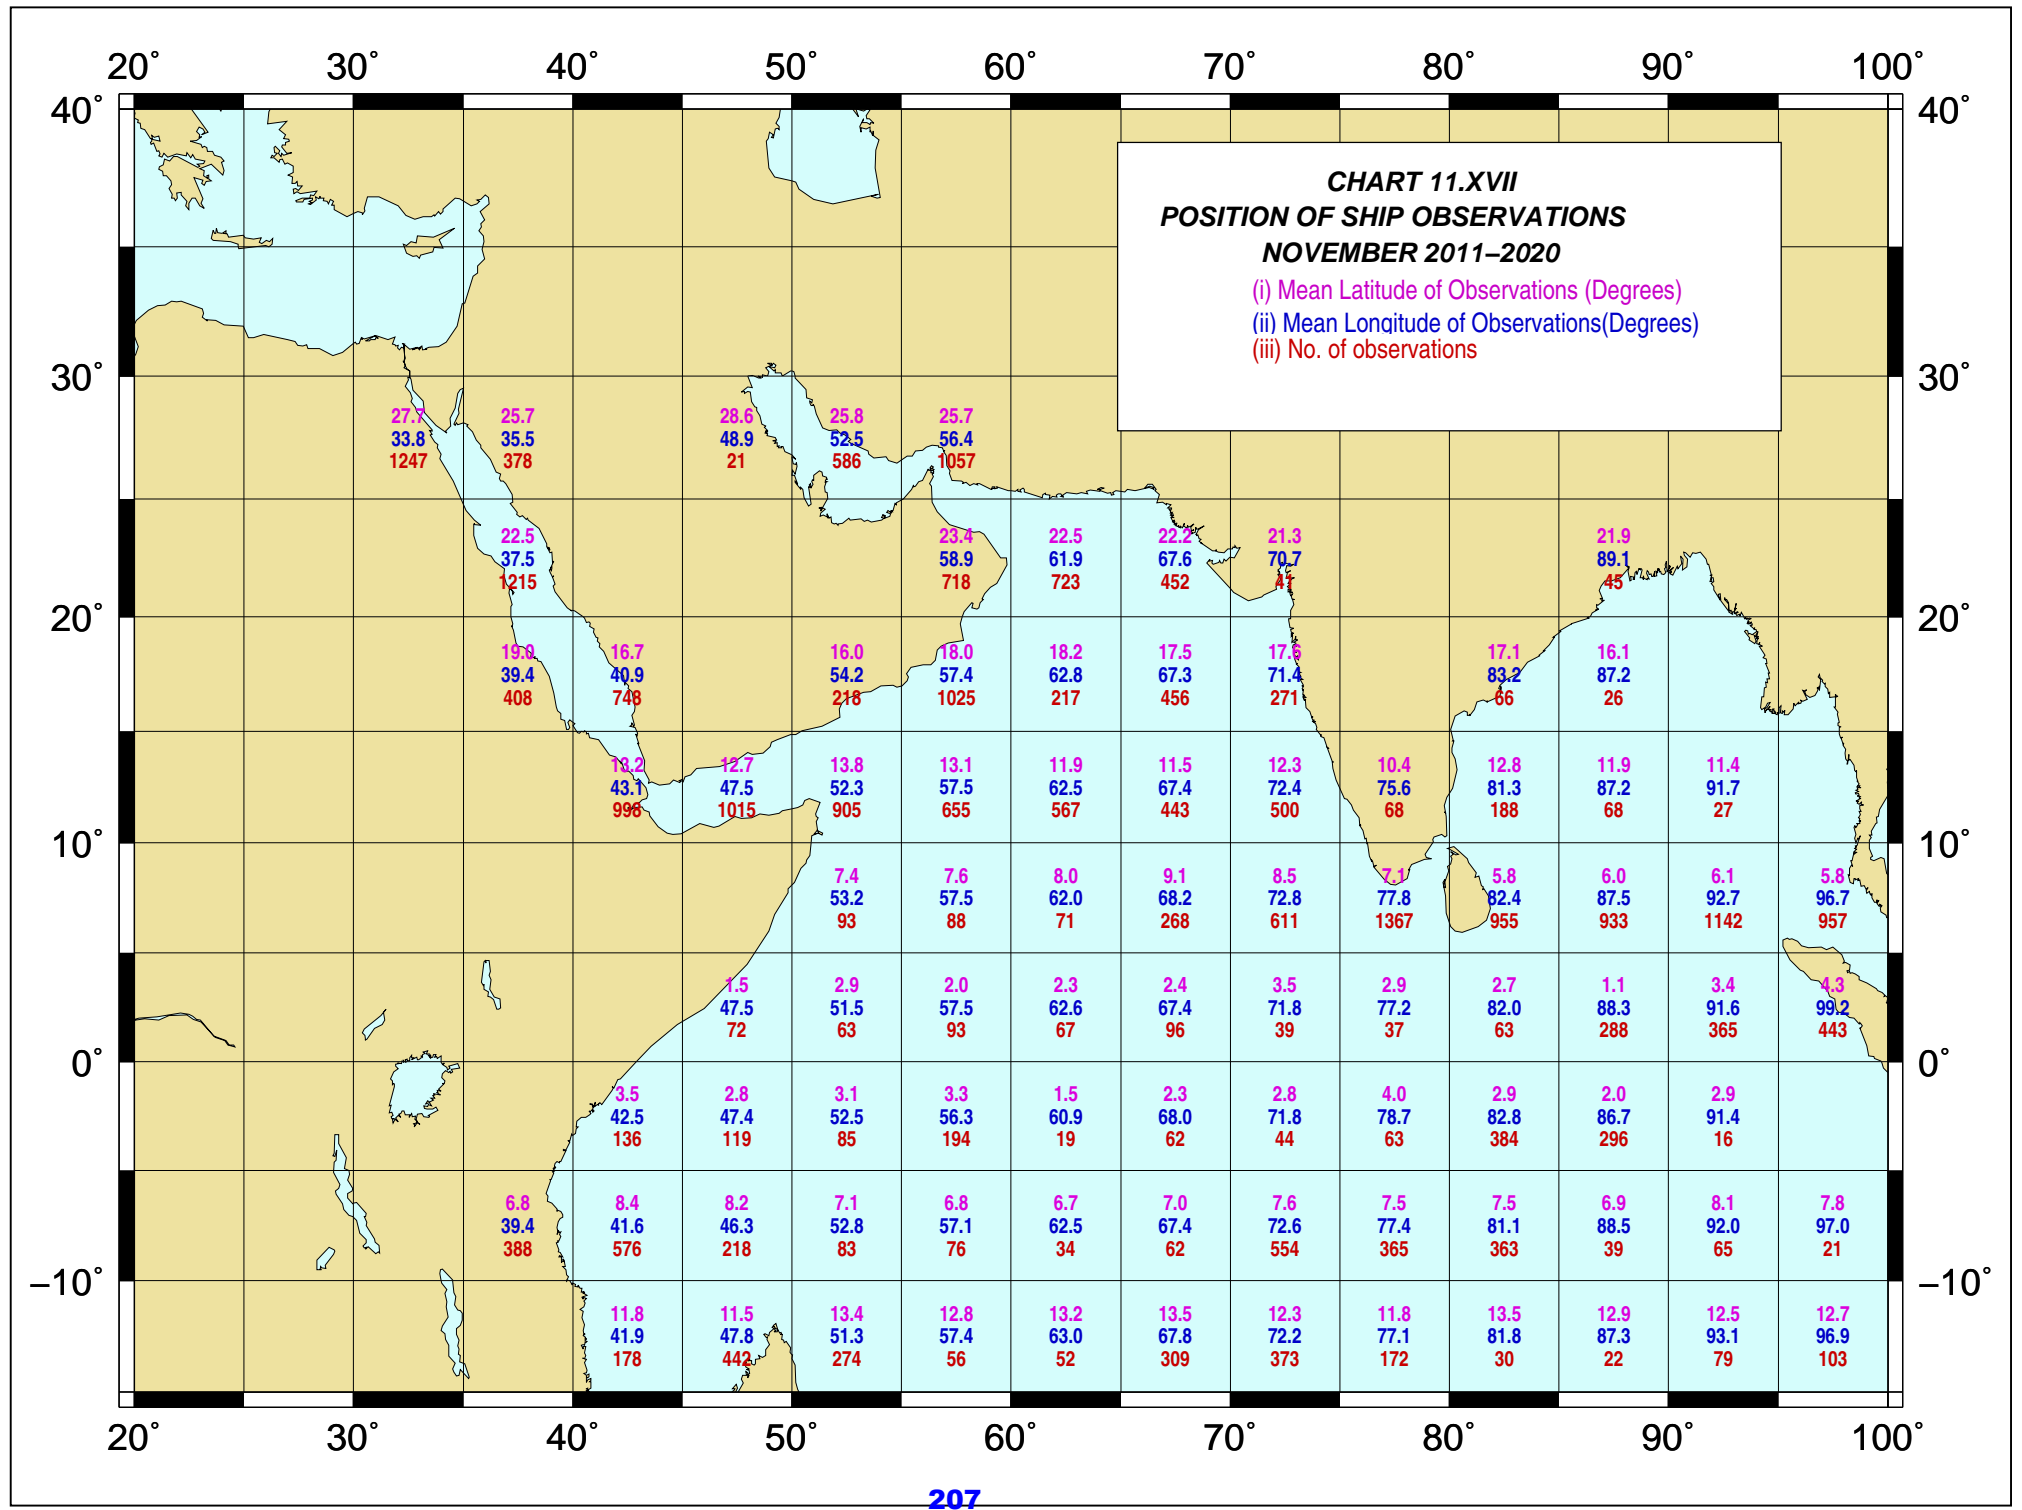 20° 30° 40° 50° 60° 70° 80° 90° 100°
40° 40°
CHART 11.XVII
POSITION OF SHIP OBSERVATIONS
NOVEMBER 2011–2020
(i) Mean Latitude of Observations (Degrees)
(ii) Mean Longitude of Observations(Degrees)
(iii) No. of observations
30° 30°
27.7 25.7 28.6 25.8 25.7
33.8 35.5 48.9 52.5 56.4
1247 378 21 586 1057
22.5 23.4 22.5 22.2 21.3 21.9
37.5 58.9 61.9 67.6 70.7 89.1
1215 718 723 452 41 45
20° 20°
19.0 16.7 16.0 18.0 18.2 17.5 17.6 17.1 16.1
39.4 40.9 54.2 57.4 62.8 67.3 71.4 83.2 87.2
408 748 218 1025 217 456 271 66 26
13.2 12.7 13.8 13.1 11.9 11.5 12.3 10.4 12.8 11.9 11.4
43.1 47.5 52.3 57.5 62.5 67.4 72.4 75.6 81.3 87.2 91.7
998 1015 905 655 567 443 500 68 188 68 27
10° 10°
7.4 7.6 8.0 9.1 8.5 7.1 5.8 6.0 6.1 5.8
53.2 57.5 62.0 68.2 72.8 77.8 82.4 87.5 92.7 96.7
93 88 71 268 611 1367 955 933 1142 957
1.5 2.9 2.0 2.3 2.4 3.5 2.9 2.7 1.1 3.4 4.3
47.5 51.5 57.5 62.6 67.4 71.8 77.2 82.0 88.3 91.6 99.2
72 63 93 67 96 39 37 63 288 365 443
0° 0°
3.5 2.8 3.1 3.3 1.5 2.3 2.8 4.0 2.9 2.0 2.9
42.5 47.4 52.5 56.3 60.9 68.0 71.8 78.7 82.8 86.7 91.4
136 119 85 194 19 62 44 63 384 296 16
6.8 8.4 8.2 7.1 6.8 6.7 7.0 7.6 7.5 7.5 6.9 8.1 7.8
39.4 41.6 46.3 52.8 57.1 62.5 67.4 72.6 77.4 81.1 88.5 92.0 97.0
388 576 218 83 76 34 62 554 365 363 39 65 21
–10° –10°
11.8 11.5 13.4 12.8 13.2 13.5 12.3 11.8 13.5 12.9 12.5 12.7
41.9 47.8 51.3 57.4 63.0 67.8 72.2 77.1 81.8 87.3 93.1 96.9
178 442 274 56 52 309 373 172 30 22 79 103
20° 30° 40° 50° 60° 70° 80° 90° 100°
207